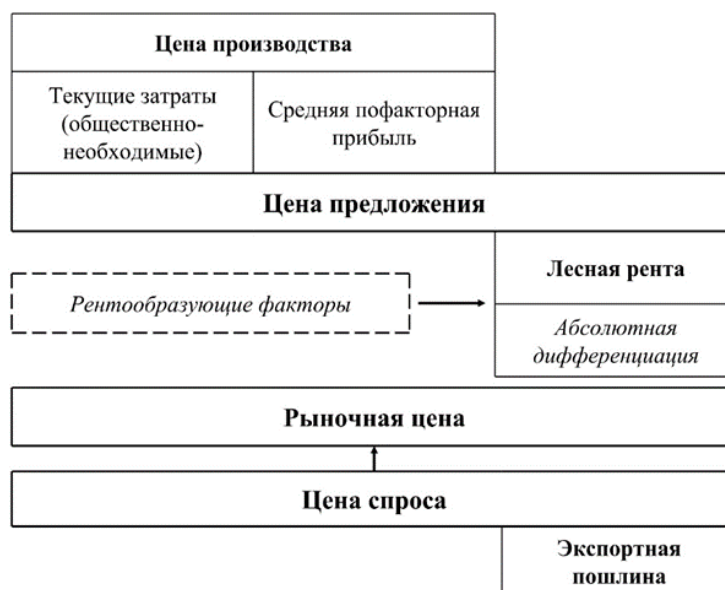 Цена производства
Текущие затраты
(общественно-
необходимые)
Средняя пофакторная
прибыль
Цена предложения
Лесная рента
Рентообразующие факторы
Абсолютная
дифференциация
Рыночная цена
Цена спроса
Экспортная
пошлина